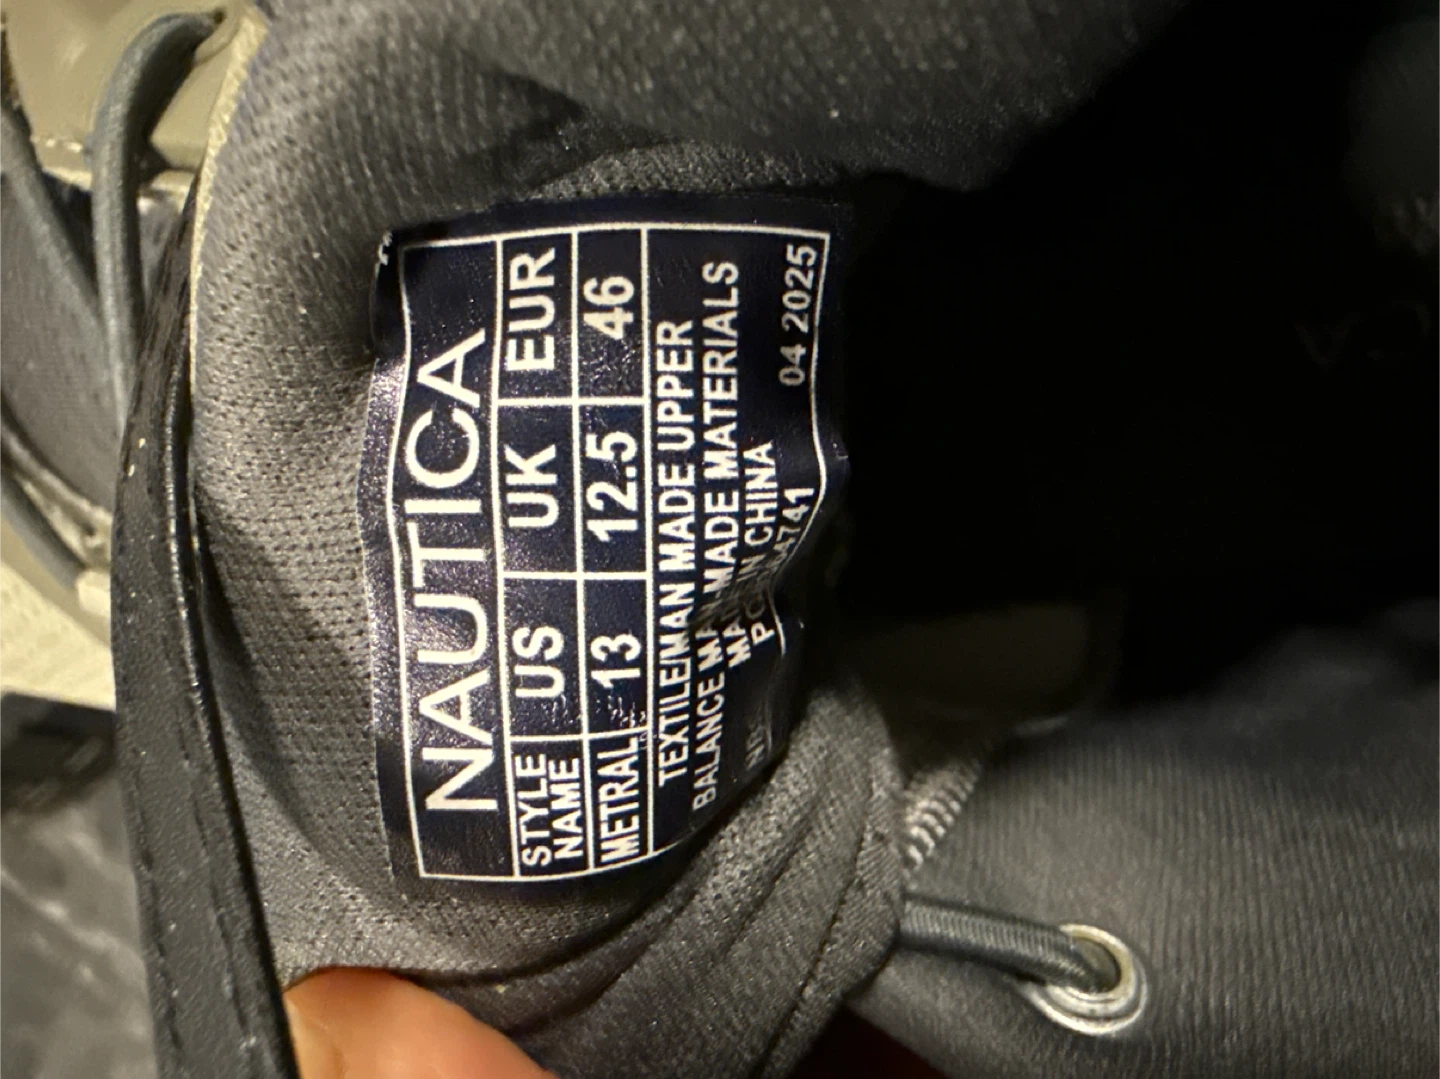 NAUTICA
STYLE NAME US UK EUR
METRAL 13 12.5 46
TEXTILE/MAN MADE UPPER
BALANCE MAN MADE MATERIALS
IN CHINA
04 2025